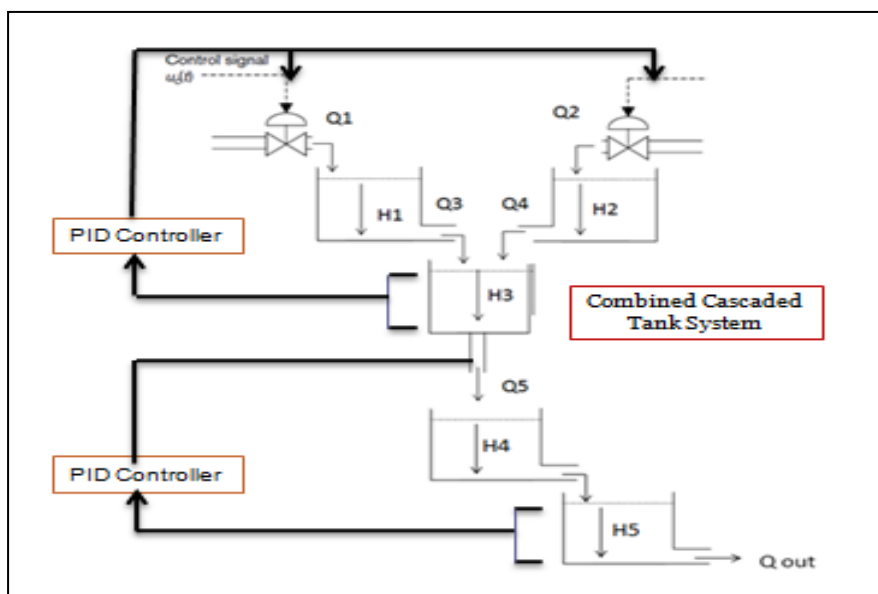 Control signal
Q1
Q2
H1
Q3
Q4
H2
PID Controller
H3
Combined Cascaded
Tank System
Q5
H4
PID Controller
H5
Q out